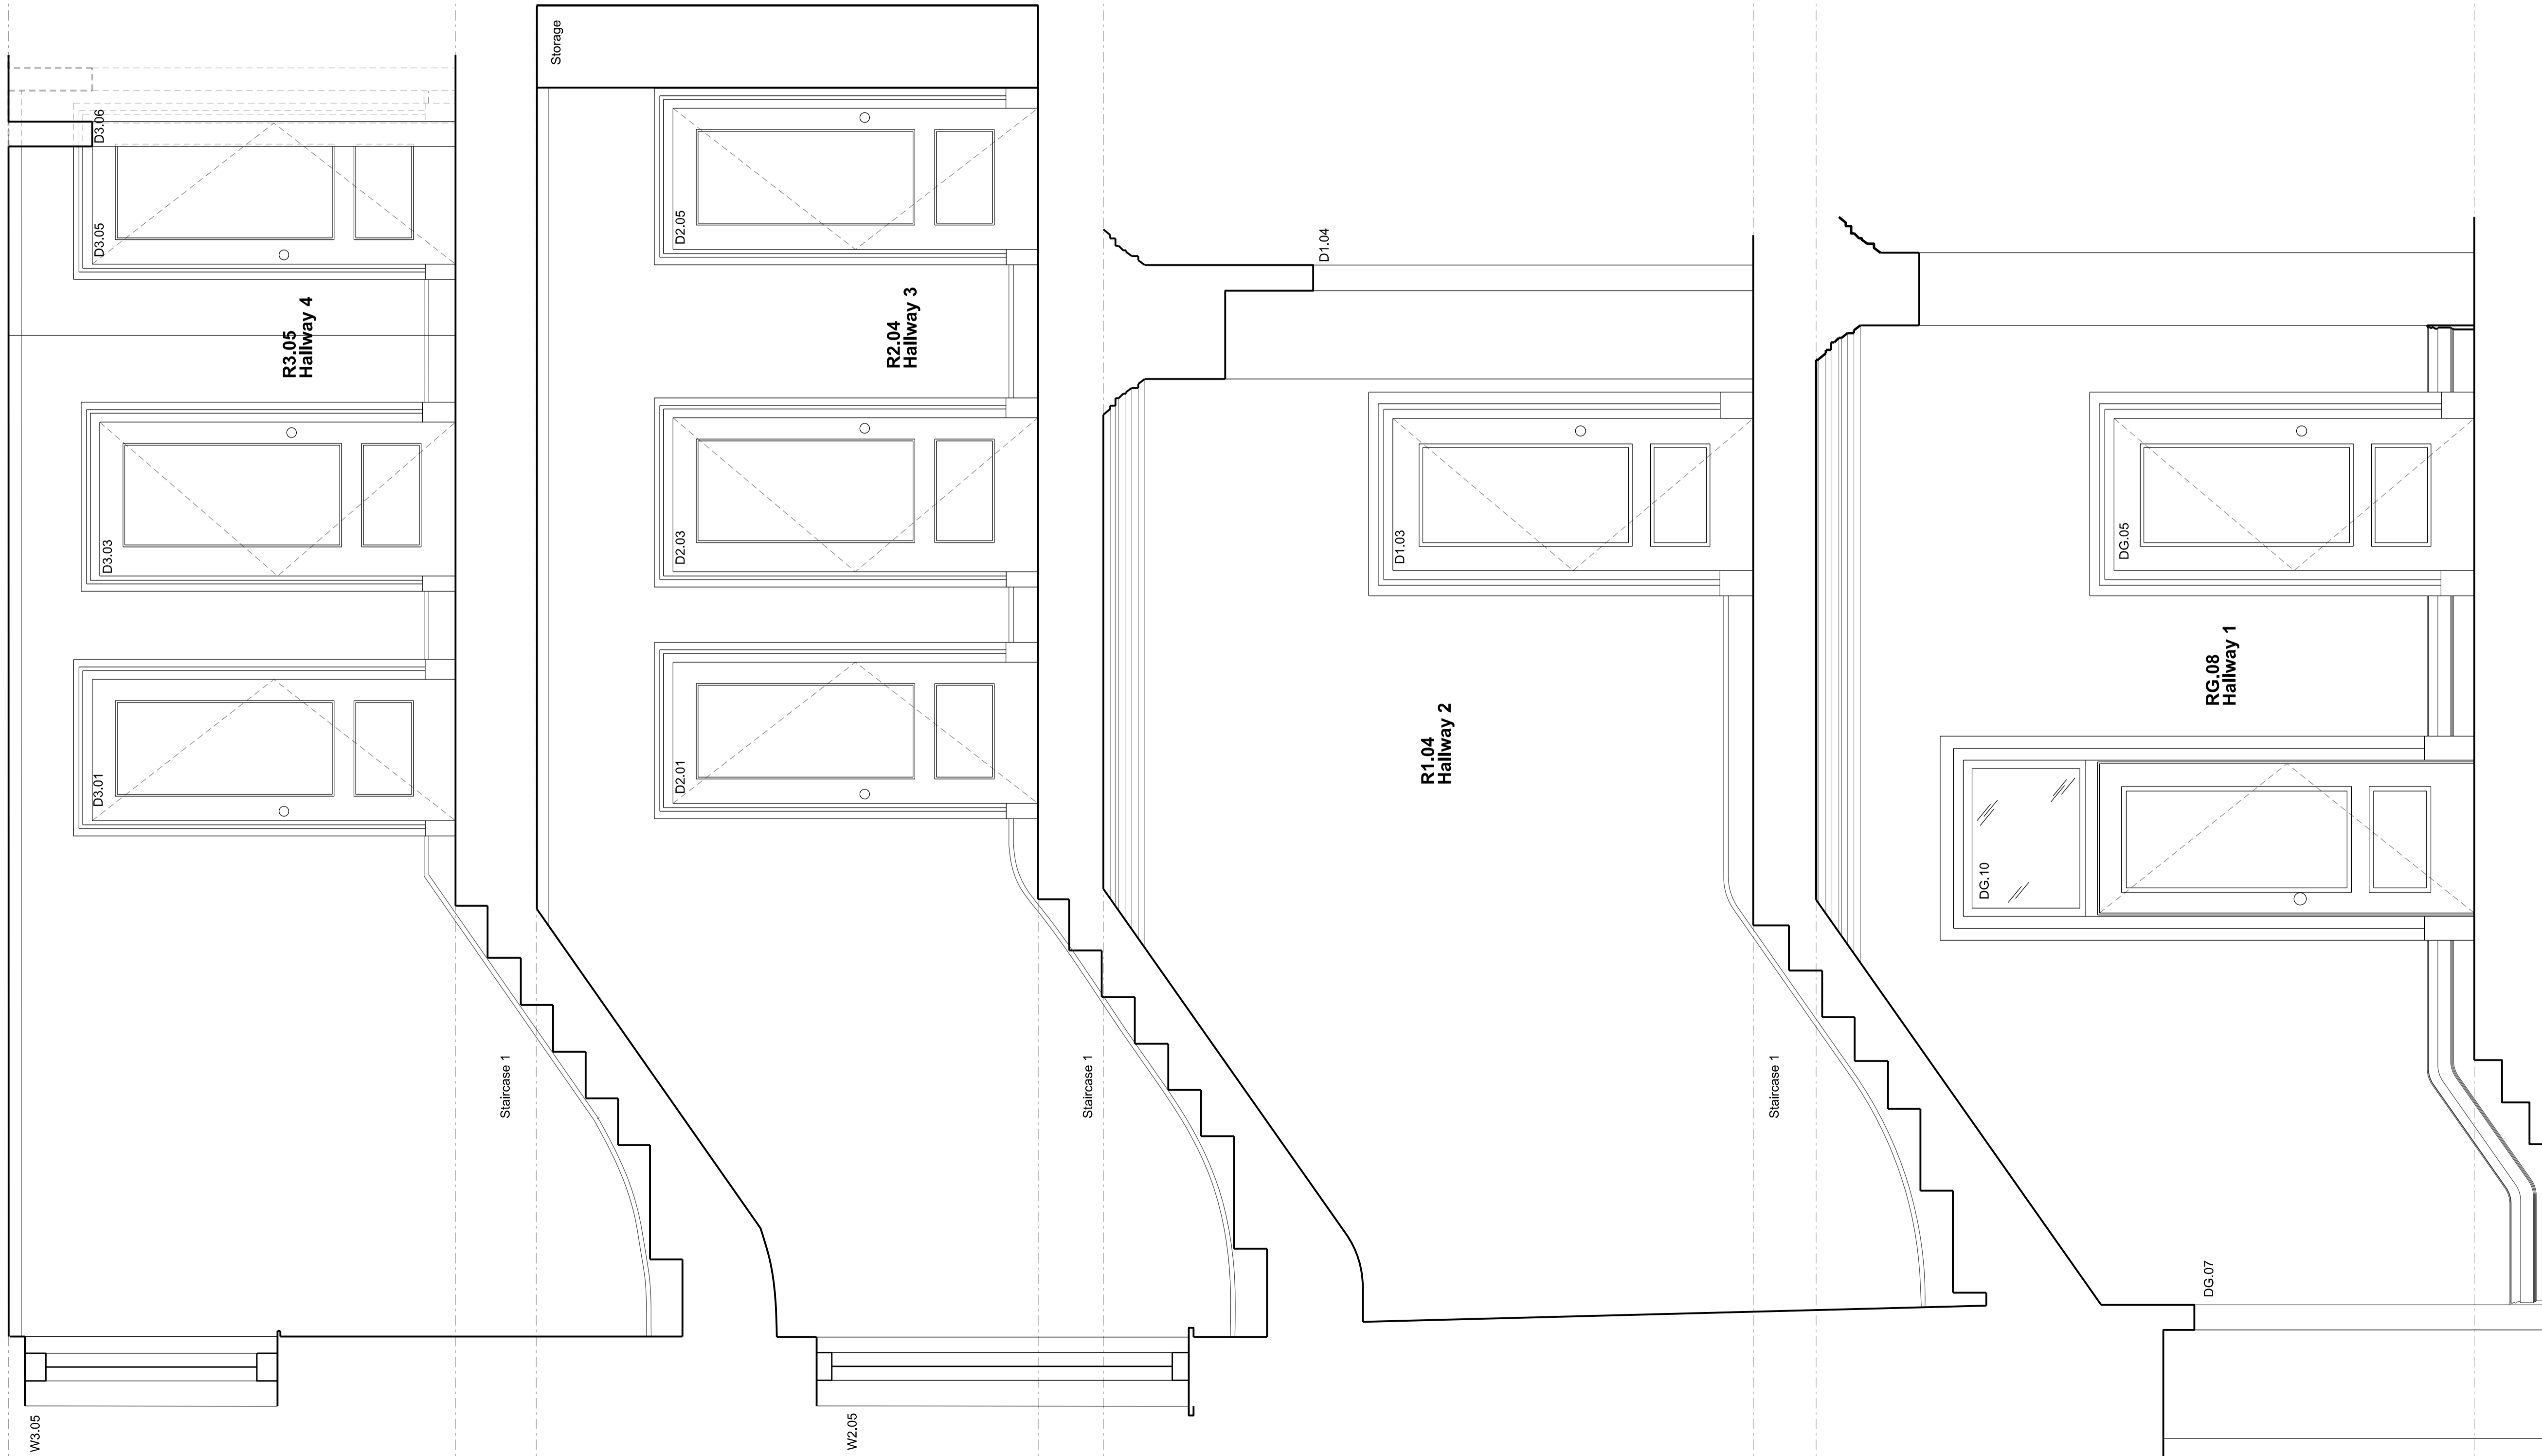 Storage
D3.06
D3.05
R3.05
Hallway 4
D3.03
D3.01
Staircase 1
W3.05
D2.05
R2.04
Hallway 3
D2.03
D2.01
Staircase 1
W2.05
D1.04
D1.03
R1.04
Hallway 2
Staircase 1
DG.05
RG.08
Hallway 1
DG.10
DG.07